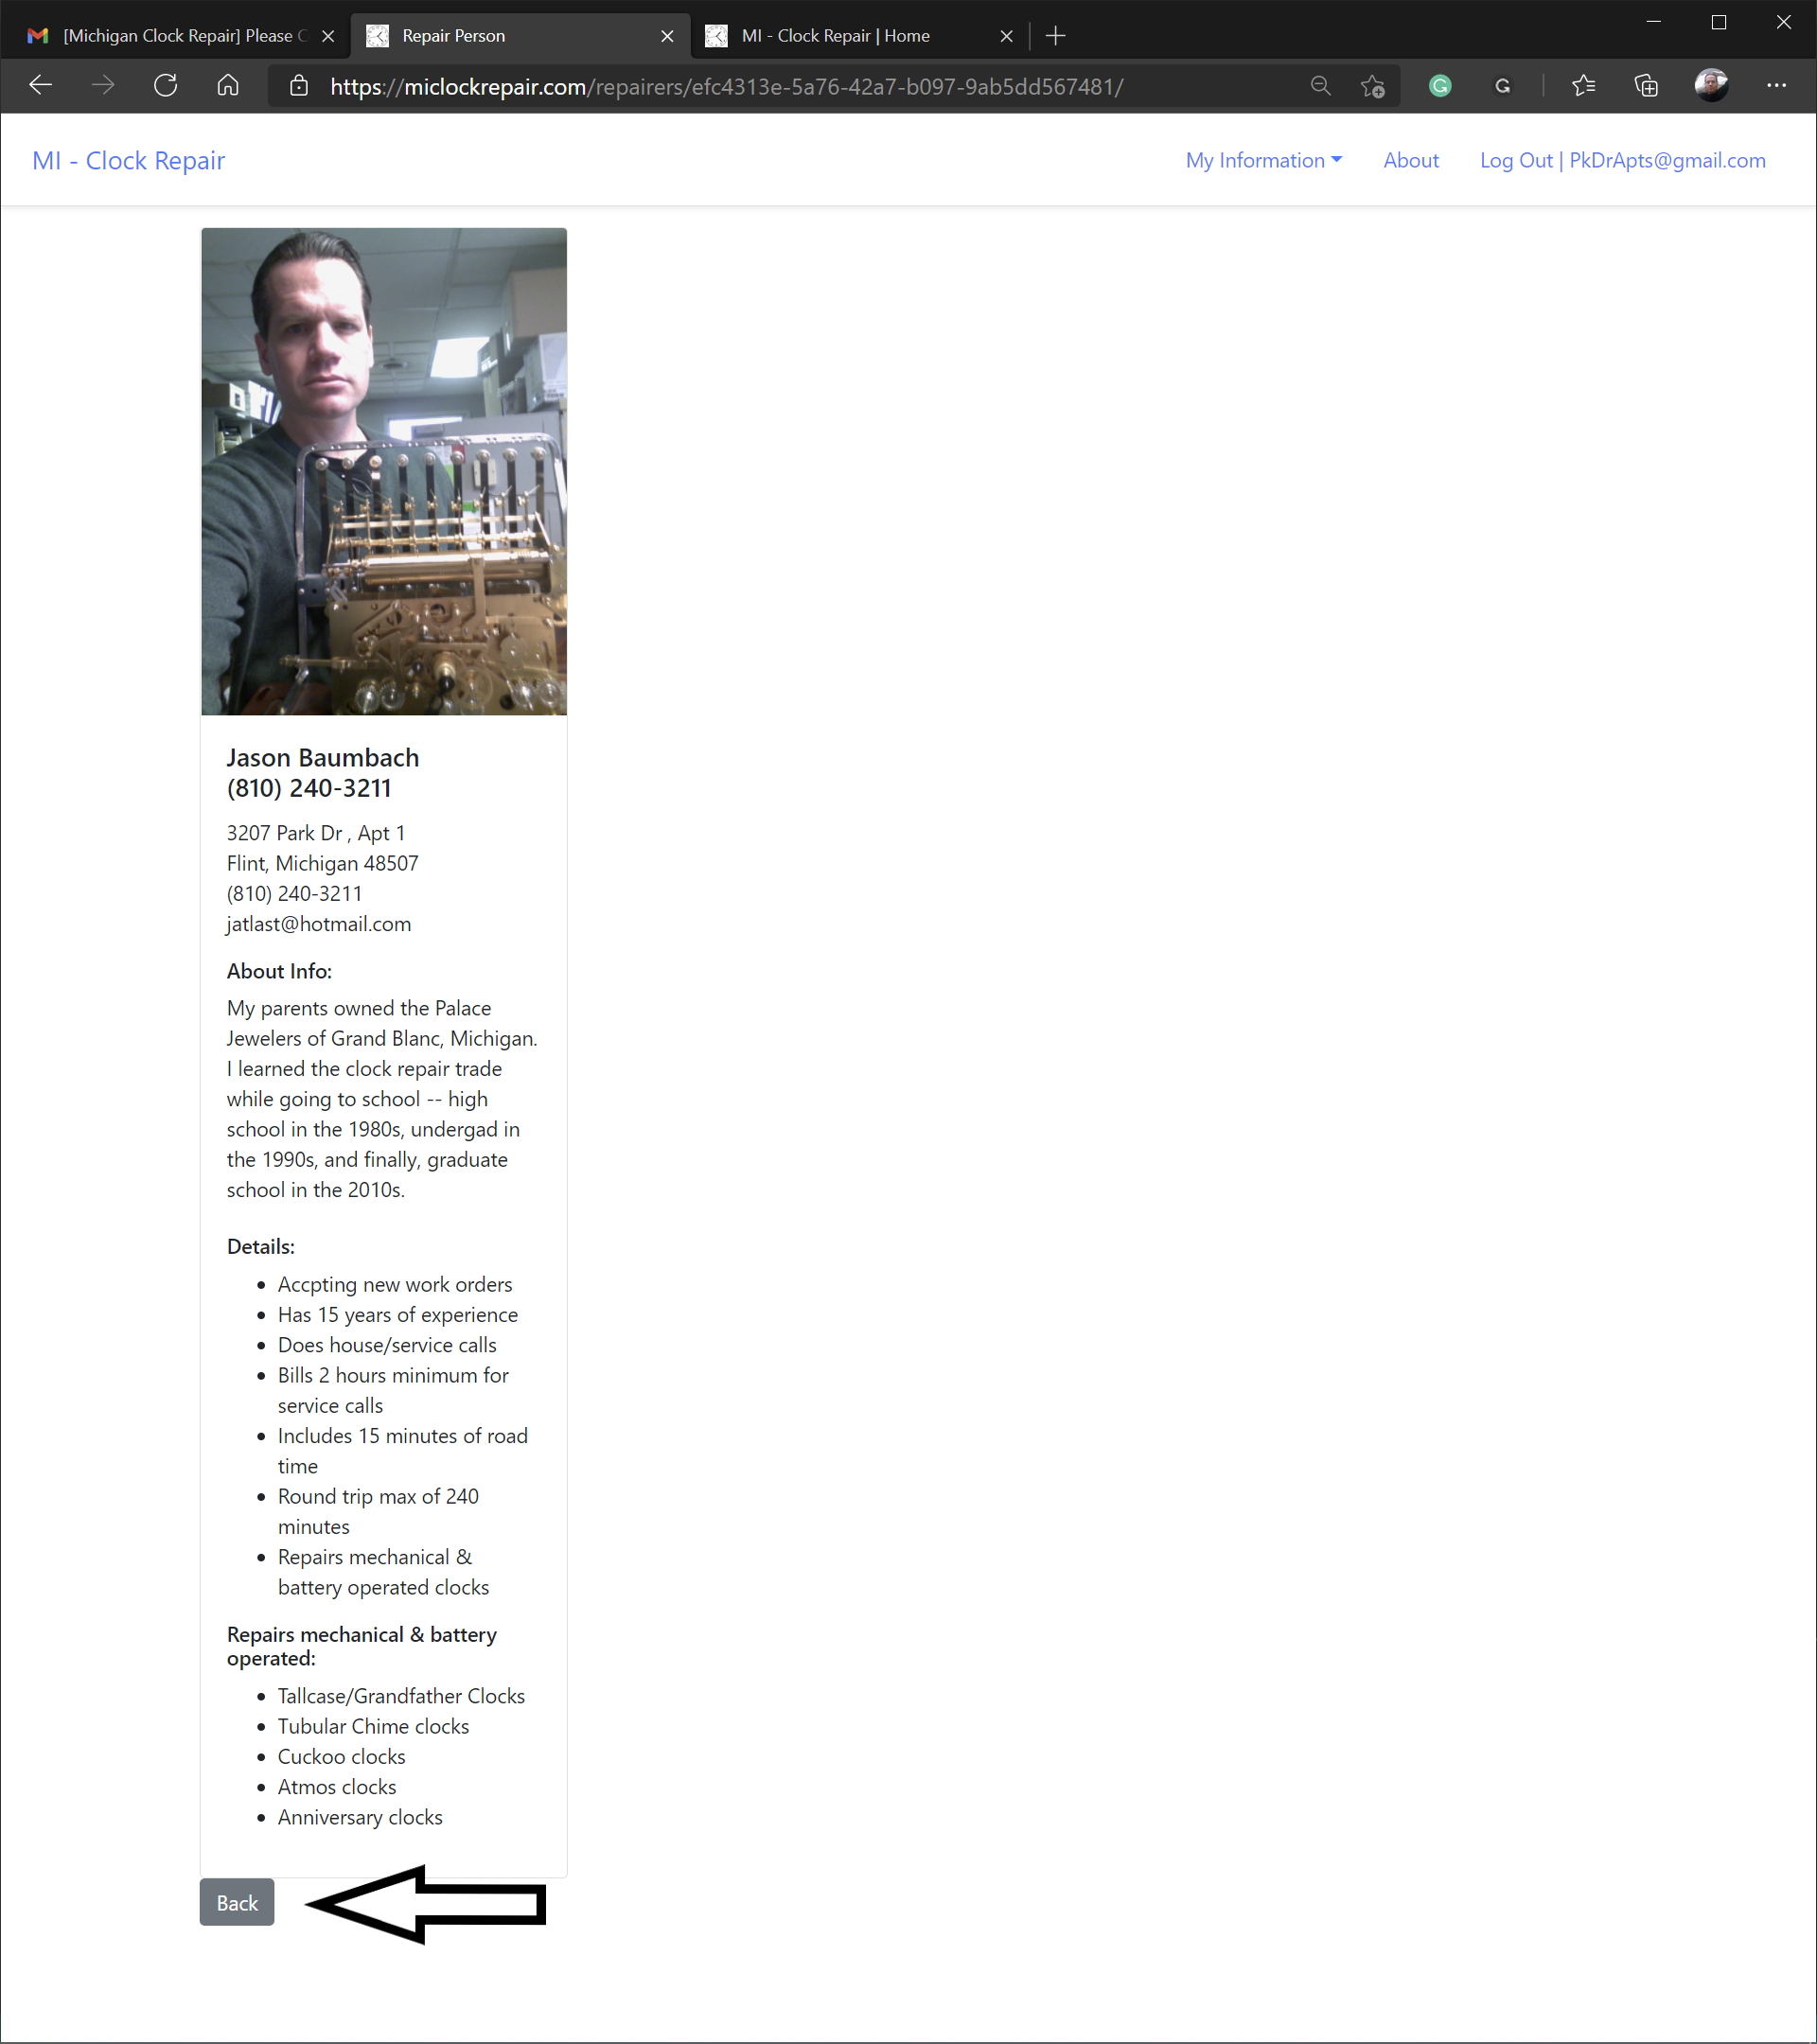 [Michigan Clock Repair] Please C
Repair Person
MI - Clock Repair | Home
https://miclockrepair.com/repairers/efc4313e-5a76-42a7-b097-9ab5dd567481/
MI - Clock Repair
My Information
About
Log Out | PkDrApts@gmail.com
Jason Baumbach
(810) 240-3211
3207 Park Dr , Apt 1
Flint, Michigan 48507
(810) 240-3211
jatlast@hotmail.com
About Info:
My parents owned the Palace
Jewelers of Grand Blanc, Michigan.
I learned the clock repair trade
while going to school -- high
school in the 1980s, undergad in
the 1990s, and finally, graduate
school in the 2010s.
Details:
• Accpting new work orders
• Has 15 years of experience
• Does house/service calls
• Bills 2 hours minimum for
service calls
• Includes 15 minutes of road
time
• Round trip max of 240
minutes
• Repairs mechanical &
battery operated clocks
Repairs mechanical & battery
operated:
• Tallcase/Grandfather Clocks
• Tubular Chime clocks
• Cuckoo clocks
• Atmos clocks
• Anniversary clocks
Back